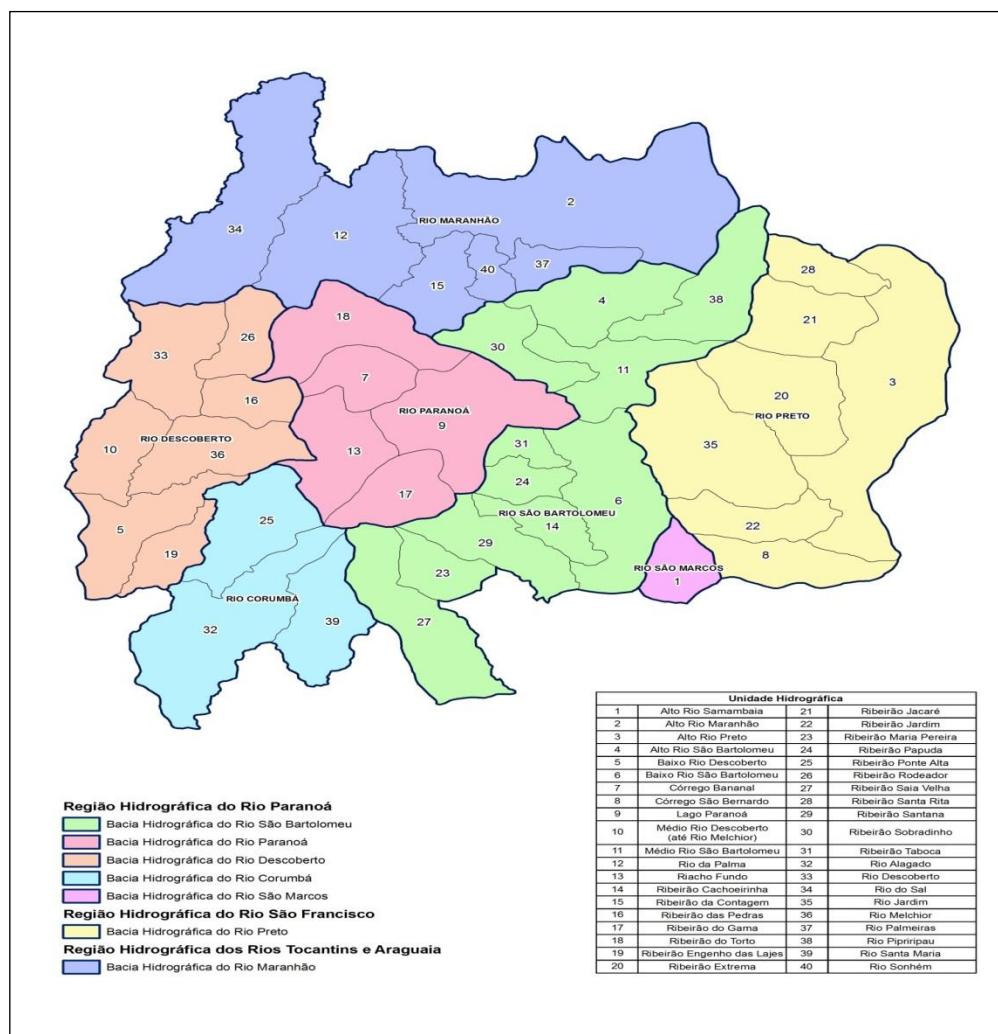 34
12
RIO MARANHÃO
2
15
40
37
28
4
38
21
18
26
33
30
7
11
3
16
20
RIO PARANOÁ
RIO PRETO
9
RIO DESCOBERTO
10
36
13
31
35
24
17
6
25
RIO SÃO BARTOLOMEU
14
5
22
29
19
8
23
RIO SÃO MARCOS
1
RIO CORUMBÁ
39
27
32
Unidade Hidrográfica
1 Alto Rio Samambaia 21 Ribeirão Jacaré
2 Alto Rio Maranhão 22 Ribeirão Jardim
3 Alto Rio Preto 23 Ribeirão Maria Pereira
4 Alto Rio São Bartolomeu 24 Ribeirão Papuda
5 Baixo Rio Descoberto 25 Ribeirão Ponte Alta
6 Baixo Rio São Bartolomeu 26 Ribeirão Rodeador
7 Córrego Bananal 27 Ribeirão Saia Velha
8 Córrego São Bernardo 28 Ribeirão Santa Rita
9 Lago Paranoá 29 Ribeirão Santana
10 Médio Rio Descoberto (até Rio Melchior) 30 Ribeirão Sobradinho
11 Médio Rio São Bartolomeu 31 Ribeirão Taboca
12 Rio da Palma 32 Rio Alagado
13 Riacho Fundo 33 Rio Descoberto
14 Ribeirão Cachoeirinha 34 Rio do Sal
15 Ribeirão da Contagem 35 Rio Jardim
16 Ribeirão das Pedras 36 Rio Melchior
17 Ribeirão do Gama 37 Rio Palmeiras
18 Ribeirão do Torto 38 Rio Pipriripau
19 Ribeirão Engenho das Lajes 39 Rio Santa Maria
20 Ribeirão Extrema 40 Rio Sonhém
Região Hidrográfica do Rio Paranoá
Bacia Hidrográfica do Rio São Bartolomeu
Bacia Hidrográfica do Rio Paranoá
Bacia Hidrográfica do Rio Descoberto
Bacia Hidrográfica do Rio Corumbá
Bacia Hidrográfica do Rio São Marcos
Região Hidrográfica do Rio São Francisco
Bacia Hidrográfica do Rio Preto
Região Hidrográfica dos Rios Tocantins e Araguaia
Bacia Hidrográfica do Rio Maranhão